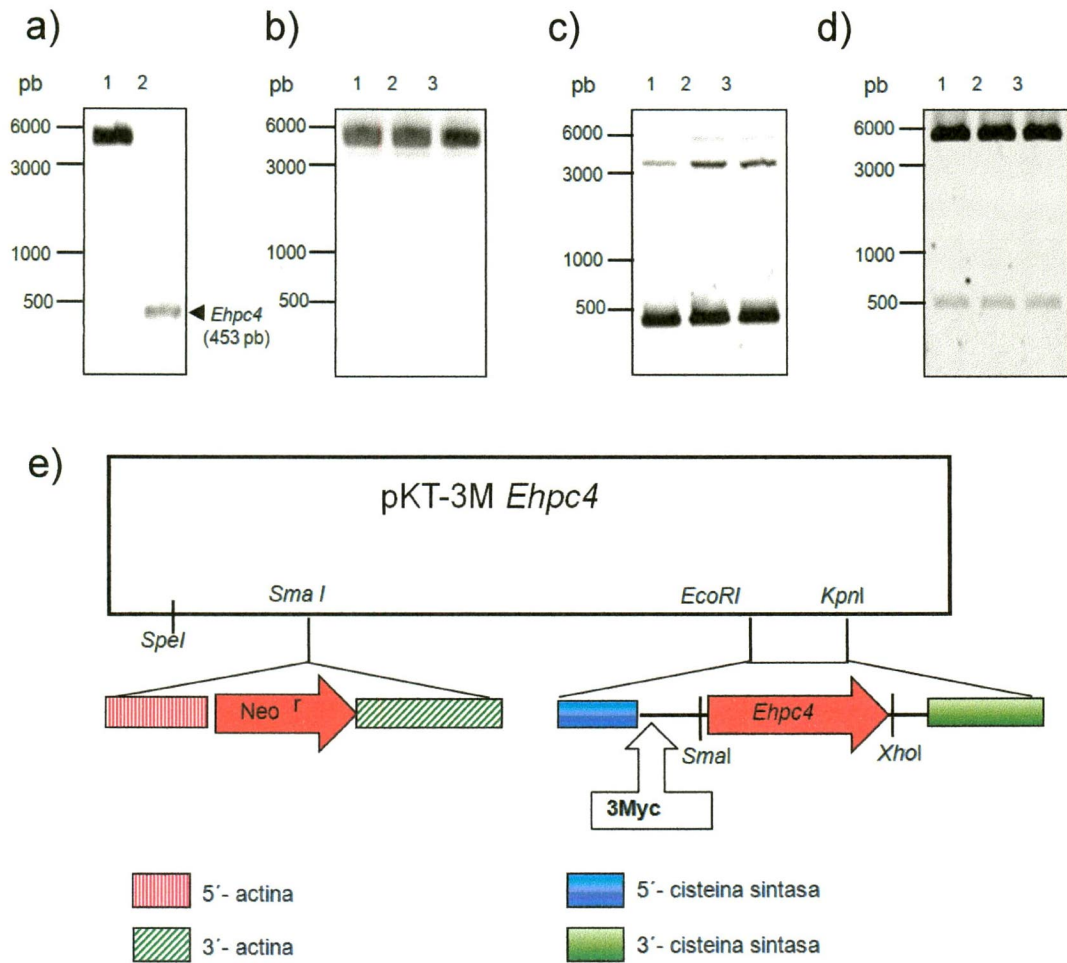 a)
pb 1 2
6000
3000
1000
500
Ehpc4
(453 pb)
b)
pb 1 2 3
6000
3000
1000
500
c)
pb 1 2 3
6000
3000
1000
500
d)
pb 1 2 3
6000
3000
1000
500
e)
pKT-3M Ehpc4
Sma I
EcoRI
KpnI
SpeI
Neo r
Ehpc4
SmaI
XhoI
3Myc
5´- actina
5´- cisteina sintasa
3´- actina
3´- cisteina sintasa